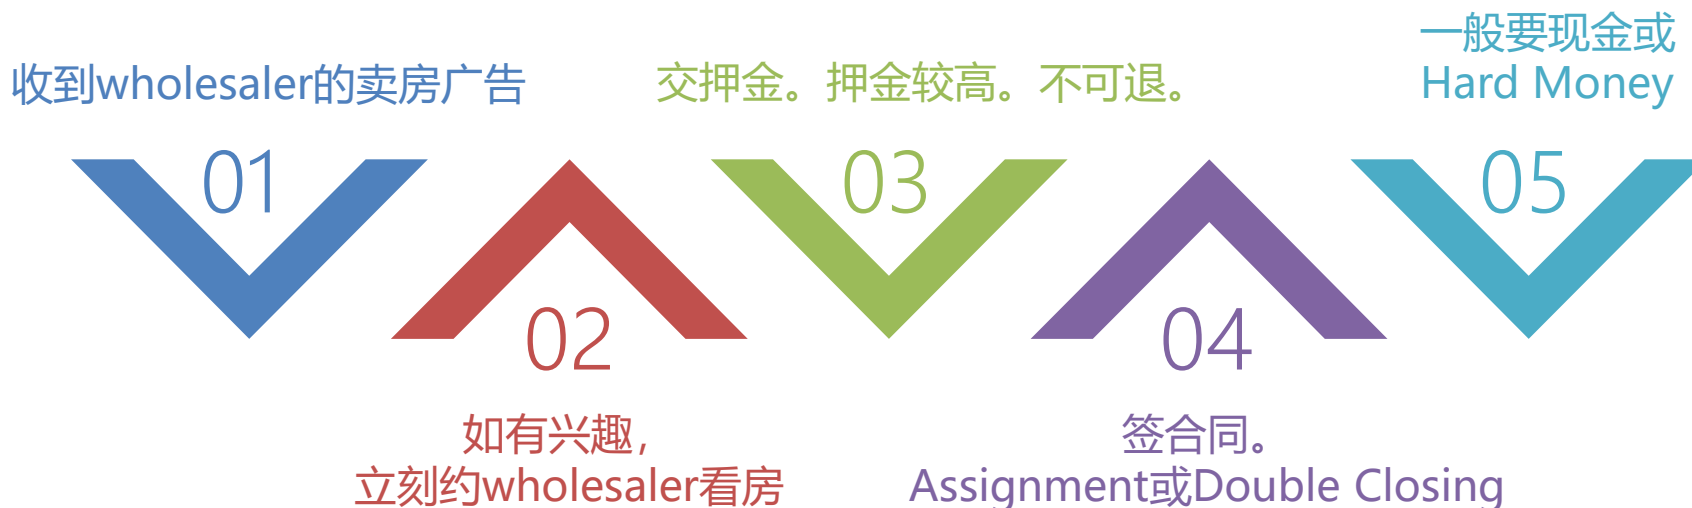 收到wholesaler的卖房广告
01
如有兴趣，
立刻约wholesaler看房
02
交押金。押金较高。不可退。
03
签合同。
Assignment或Double Closing
04
一般要现金或
Hard Money
05